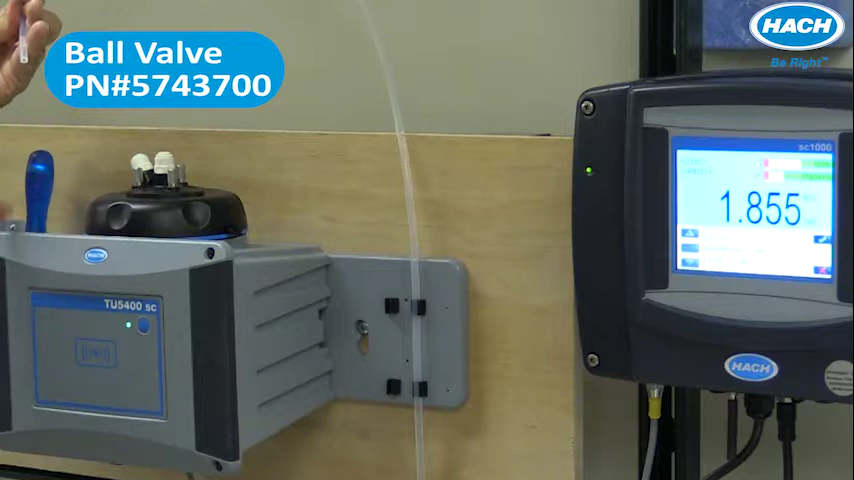 Ball Valve
PN#5743700
HACH
Be Right™
sc1000
1.855
HACH
TU5400 sc
HACH